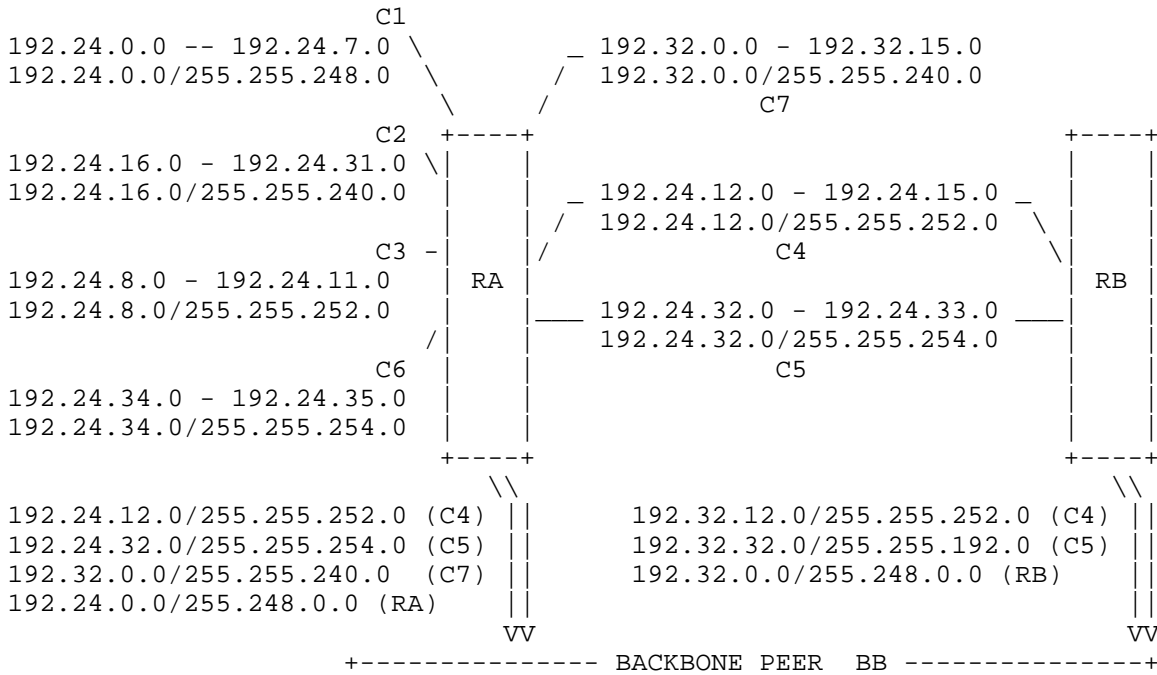 C1
192.24.0.0 -- 192.24.7.0 \ _ 192.32.0.0 - 192.32.15.0
192.24.0.0/255.255.248.0 \ / 192.32.0.0/255.255.240.0
\ / C7
C2 +----+ +----+
192.24.16.0 - 192.24.31.0 \| | | |
192.24.16.0/255.255.240.0 | | _ 192.24.12.0 - 192.24.15.0 _ | |
| | / 192.24.12.0/255.255.252.0 \ | |
C3 -| |/ C4 \| |
192.24.8.0 - 192.24.11.0 | RA | | RB |
192.24.8.0/255.255.252.0 | |___ 192.24.32.0 - 192.24.33.0 ___| |
/| | 192.24.32.0/255.255.254.0 | |
C6 | | C5 | |
192.24.34.0 - 192.24.35.0 | | | |
192.24.34.0/255.255.254.0 | | | |
+----+ +----+
\\ \\
192.24.12.0/255.255.252.0 (C4) || 192.32.12.0/255.255.252.0 (C4) ||
192.24.32.0/255.255.254.0 (C5) || 192.32.32.0/255.255.192.0 (C5) ||
192.32.0.0/255.255.240.0 (C7) || 192.32.0.0/255.248.0.0 (RB) ||
192.24.0.0/255.248.0.0 (RA) || ||
VV VV
+--------------- BACKBONE PEER BB ---------------+